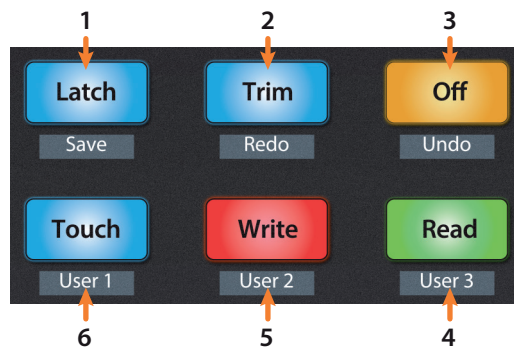 1 2 3
Latch Trim Off
Save Redo Undo
Touch Write Read
User 1 User 2 User 3
6 5 4